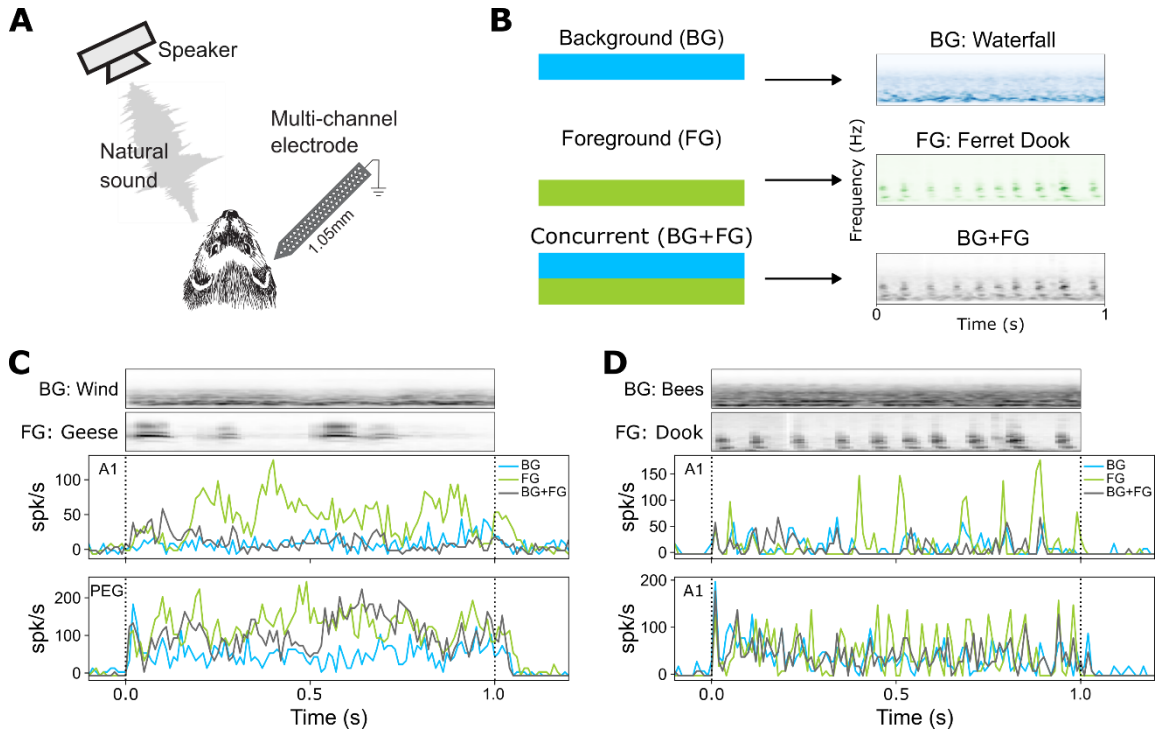 A
Speaker
Natural
sound
Multi-channel
electrode
1.05mm
B
Background (BG)
BG: Waterfall
Foreground (FG)
FG: Ferret Dook
Concurrent (BG+FG)
BG+FG
Frequency (Hz)
0
1
Time (s)
C
BG: Wind
FG: Geese
A1
BG
FG
BG+FG
spk/s
100
50
0
PEG
spk/s
200
100
0
0.0
0.5
1.0
Time (s)
D
BG: Bees
FG: Dook
A1
BG
FG
BG+FG
spk/s
150
100
50
0
A1
spk/s
200
100
0
0.0
0.5
1.0
Time (s)